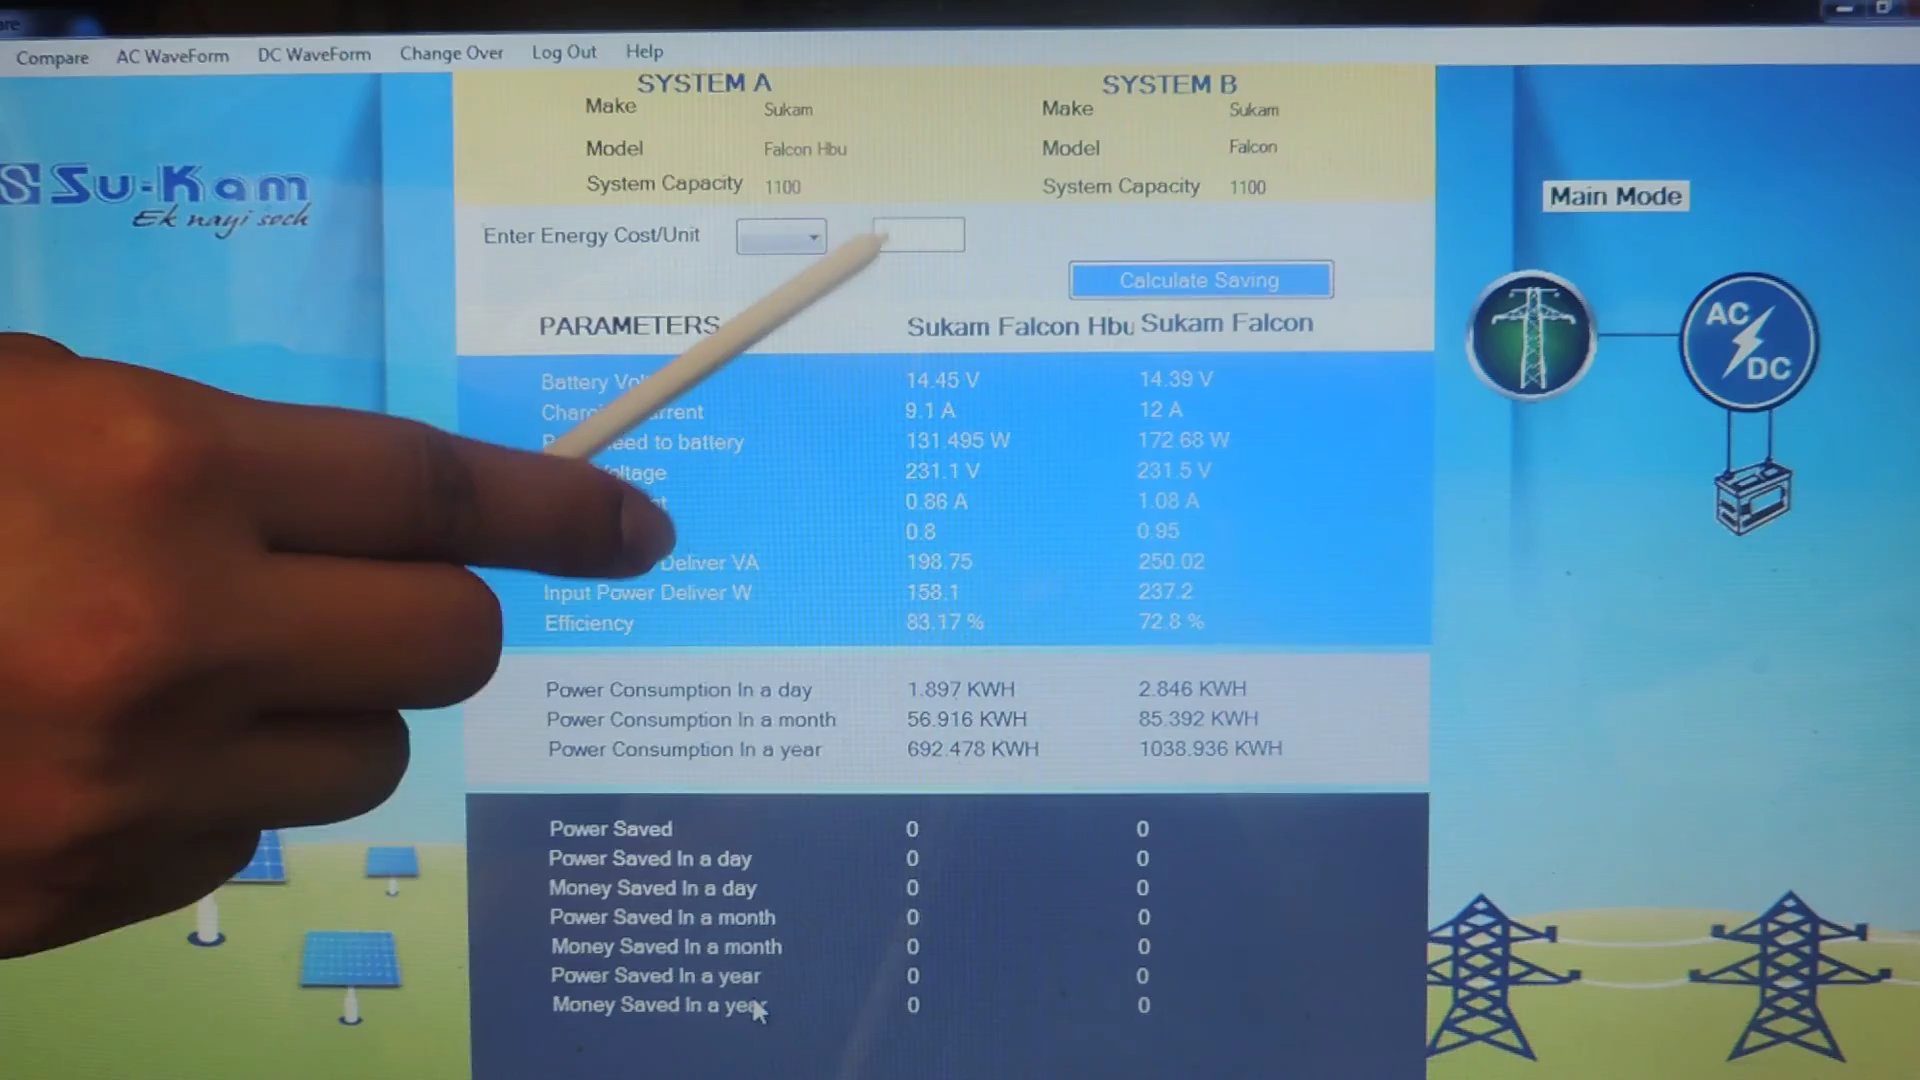 Compare AC WaveForm DC WaveForm Change Over Log Out Help
SYSTEM A SYSTEM B
Make Sukam Make Sukam
Model Falcon Hbu Model Falcon
System Capacity 1100 System Capacity 1100
Su-Kam
Ek nayi soch
Main Mode
Enter Energy Cost/Unit
Calculate Saving
PARAMETERS Sukam Falcon Hbu Sukam Falcon
AC
DC
Battery 14.45 V 14.39 V
9.1 A 12 A
to battery 131.495 W 172.68 W
231.1 V 231.5 V
0.86 A 1.08 A
0.8 0.95
Deliver VA 198.75 250.02
Input Power Deliver W 158.1 237.2
Efficiency 83.17 % 72.8 %
Power Consumption In a day 1.897 KWH 2.846 KWH
Power Consumption In a month 56.916 KWH 85.392 KWH
Power Consumption In a year 692.478 KWH 1038.936 KWH
Power Saved 0 0
Power Saved In a day 0 0
Money Saved In a day 0 0
Power Saved In a month 0 0
Money Saved In a month 0 0
Power Saved In a year 0 0
Money Saved In a year 0 0